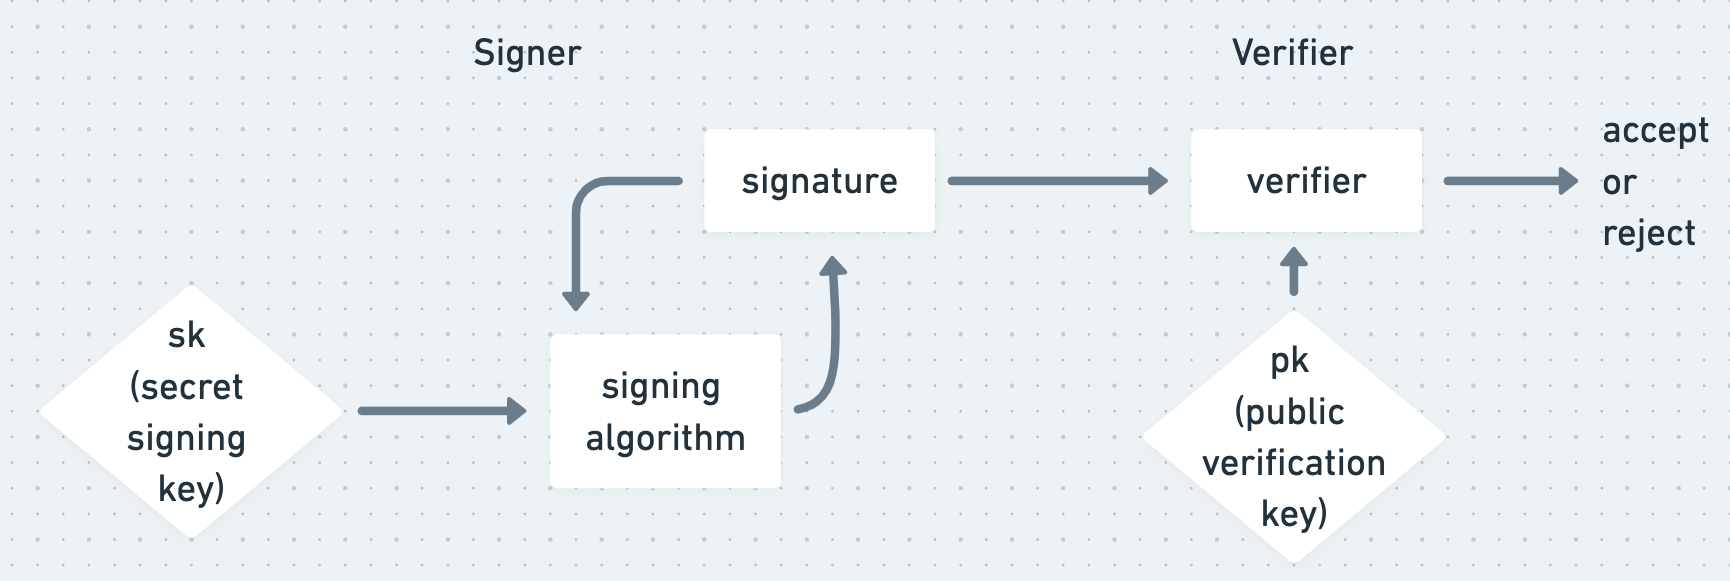 Signer
Verifier
signature
verifier
accept
or
reject
sk
(secret
signing
key)
signing
algorithm
pk
(public
verification
key)